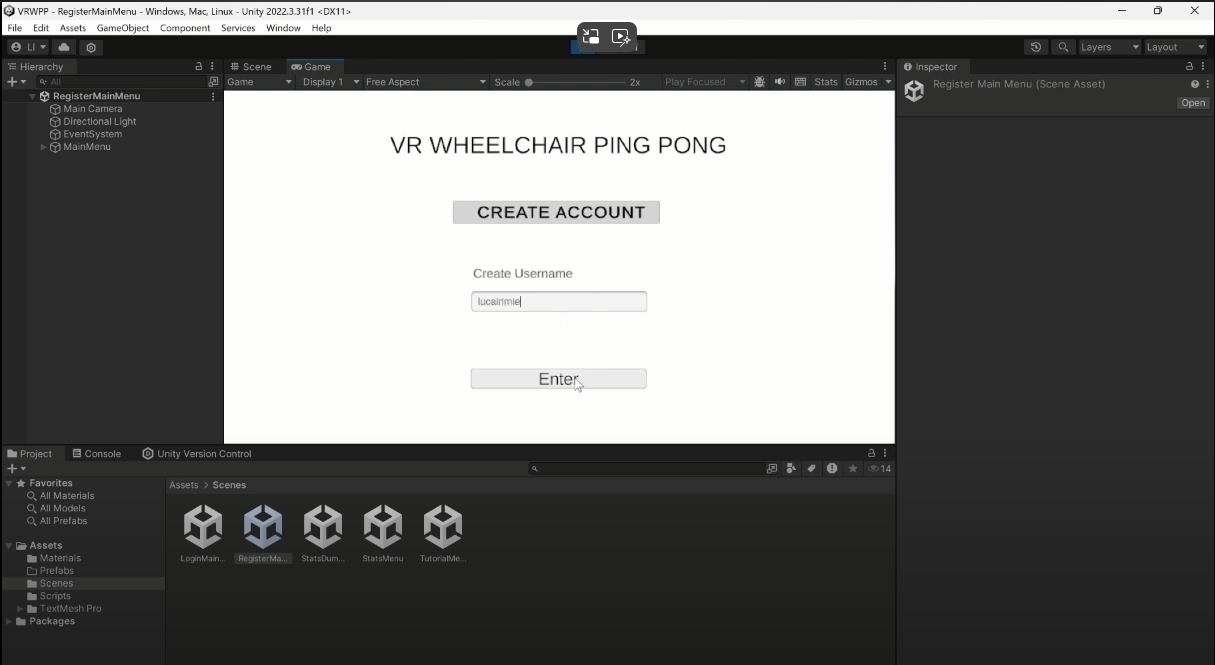 VRWPP - RegisterMainMenu - Windows, Mac, Linux - Unity 2022.3.31f1 <DX11>
File Edit Assets GameObject Component Services Window Help
LI Layers Layout
Hierarchy
All
RegisterMainMenu
Main Camera
Directional Light
EventSystem
MainMenu
Scene Game
Game Display 1 Free Aspect Scale 2x Play Focused Stats Gizmos
VR WHEELCHAIR PING PONG
CREATE ACCOUNT
Create Username
lucairimie
Enter
Inspector
Register Main Menu (Scene Asset)
Open
Project Console Unity Version Control
14
Favorites
All Materials
All Models
All Prefabs
Assets
Materials
Prefabs
Scenes
Scripts
TextMesh Pro
Packages
Assets > Scenes
LoginMain... RegisterMa... StatsDum... StatsMenu TutorialMe...